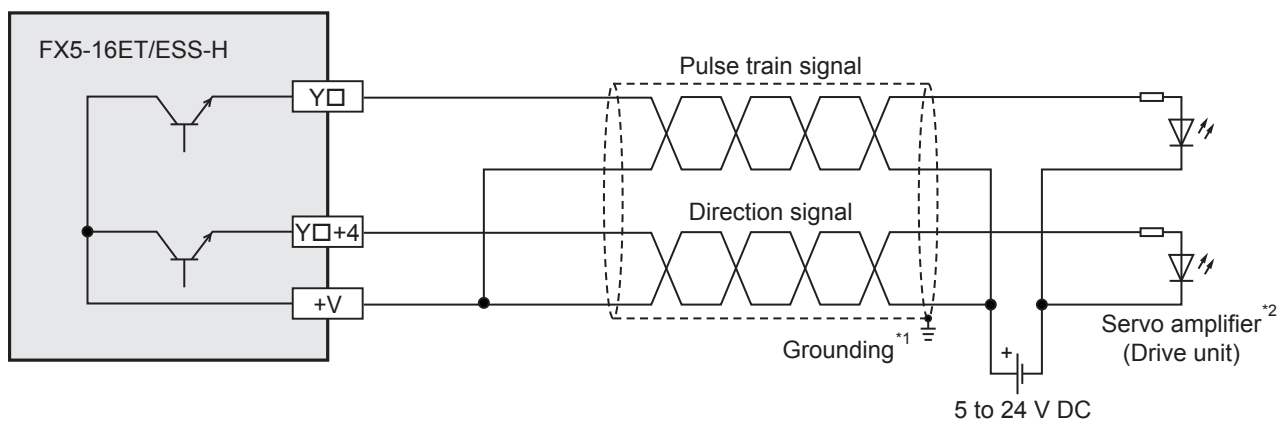 FX5-16ET/ESS-H
Pulse train signal
Y□
Direction signal
Y□+4
+V
Grounding*1
Servo amplifier*2
(Drive unit)
+
5 to 24 V DC